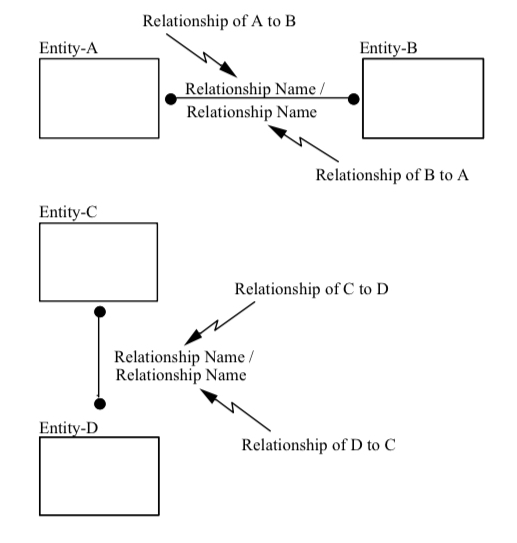 Relationship of A to B
Entity-A
Entity-B
Relationship Name /
Relationship Name
Relationship of B to A
Entity-C
Relationship of C to D
Relationship Name /
Relationship Name
Entity-D
Relationship of D to C